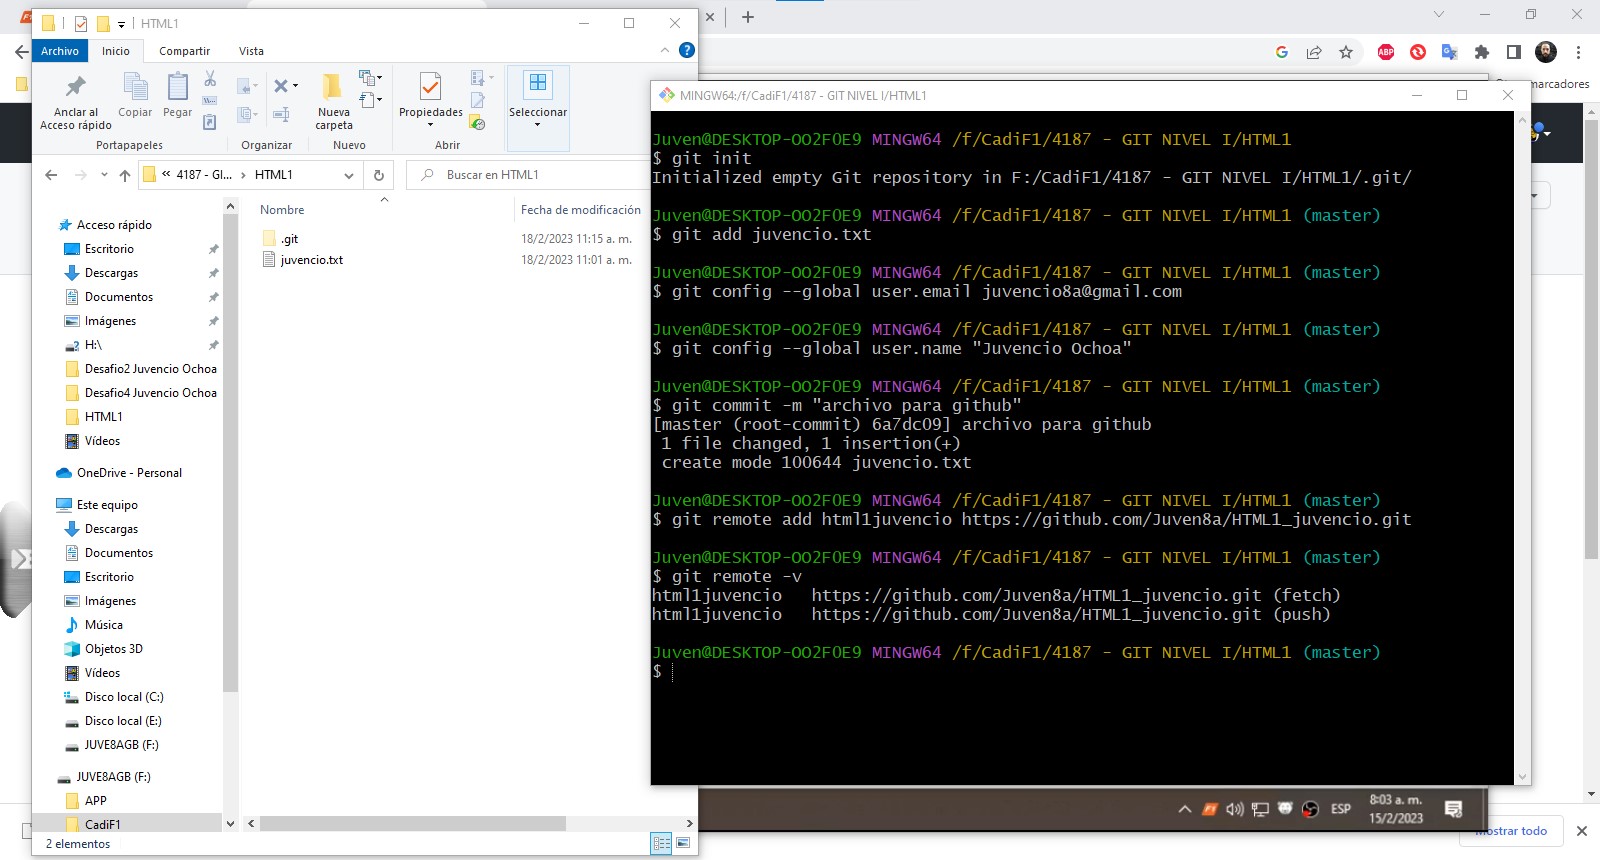 HTML1
Archivo
Inicio
Compartir
Vista
Anclar al
Acceso rápido
Copiar
Pegar
Nueva
carpeta
Propiedades
Seleccionar
Portapapeles
Organizar
Nuevo
Abrir
« 4187 - GI... > HTML1
Buscar en HTML1
Nombre
Fecha de modificación
.git
18/2/2023 11:15 a. m.
juvencio.txt
18/2/2023 11:01 a. m.
Acceso rápido
Escritorio
Descargas
Documentos
Imágenes
H:\
Desafio2 Juvencio Ochoa
Desafio4 Juvencio Ochoa
HTML1
Vídeos
OneDrive - Personal
Este equipo
Descargas
Documentos
Escritorio
Imágenes
Música
Objetos 3D
Vídeos
Disco local (C:)
Disco local (E:)
JUVE8AGB (F:)
JUVE8AGB (F:)
APP
CadiF1
2 elementos
ABP
marcadores
MINGW64:/f/CadiF1/4187 - GIT NIVEL I/HTML1
Juven@DESKTOP-OO2F0E9 MINGW64 /f/CadiF1/4187 - GIT NIVEL I/HTML1
$ git init
Initialized empty Git repository in F:/CadiF1/4187 - GIT NIVEL I/HTML1/.git/
Juven@DESKTOP-OO2F0E9 MINGW64 /f/CadiF1/4187 - GIT NIVEL I/HTML1 (master)
$ git add juvencio.txt
Juven@DESKTOP-OO2F0E9 MINGW64 /f/CadiF1/4187 - GIT NIVEL I/HTML1 (master)
$ git config --global user.email juvencio8a@gmail.com
Juven@DESKTOP-OO2F0E9 MINGW64 /f/CadiF1/4187 - GIT NIVEL I/HTML1 (master)
$ git config --global user.name "Juvencio Ochoa"
Juven@DESKTOP-OO2F0E9 MINGW64 /f/CadiF1/4187 - GIT NIVEL I/HTML1 (master)
$ git commit -m "archivo para github"
[master (root-commit) 6a7dc09] archivo para github
1 file changed, 1 insertion(+)
create mode 100644 juvencio.txt
Juven@DESKTOP-OO2F0E9 MINGW64 /f/CadiF1/4187 - GIT NIVEL I/HTML1 (master)
$ git remote add html1juvencio https://github.com/Juven8a/HTML1_juvencio.git
Juven@DESKTOP-OO2F0E9 MINGW64 /f/CadiF1/4187 - GIT NIVEL I/HTML1 (master)
$ git remote -v
html1juvencio https://github.com/Juven8a/HTML1_juvencio.git (fetch)
html1juvencio https://github.com/Juven8a/HTML1_juvencio.git (push)
Juven@DESKTOP-OO2F0E9 MINGW64 /f/CadiF1/4187 - GIT NIVEL I/HTML1 (master)
$
ESP
8:03 a. m.
15/2/2023
Mostrar todo